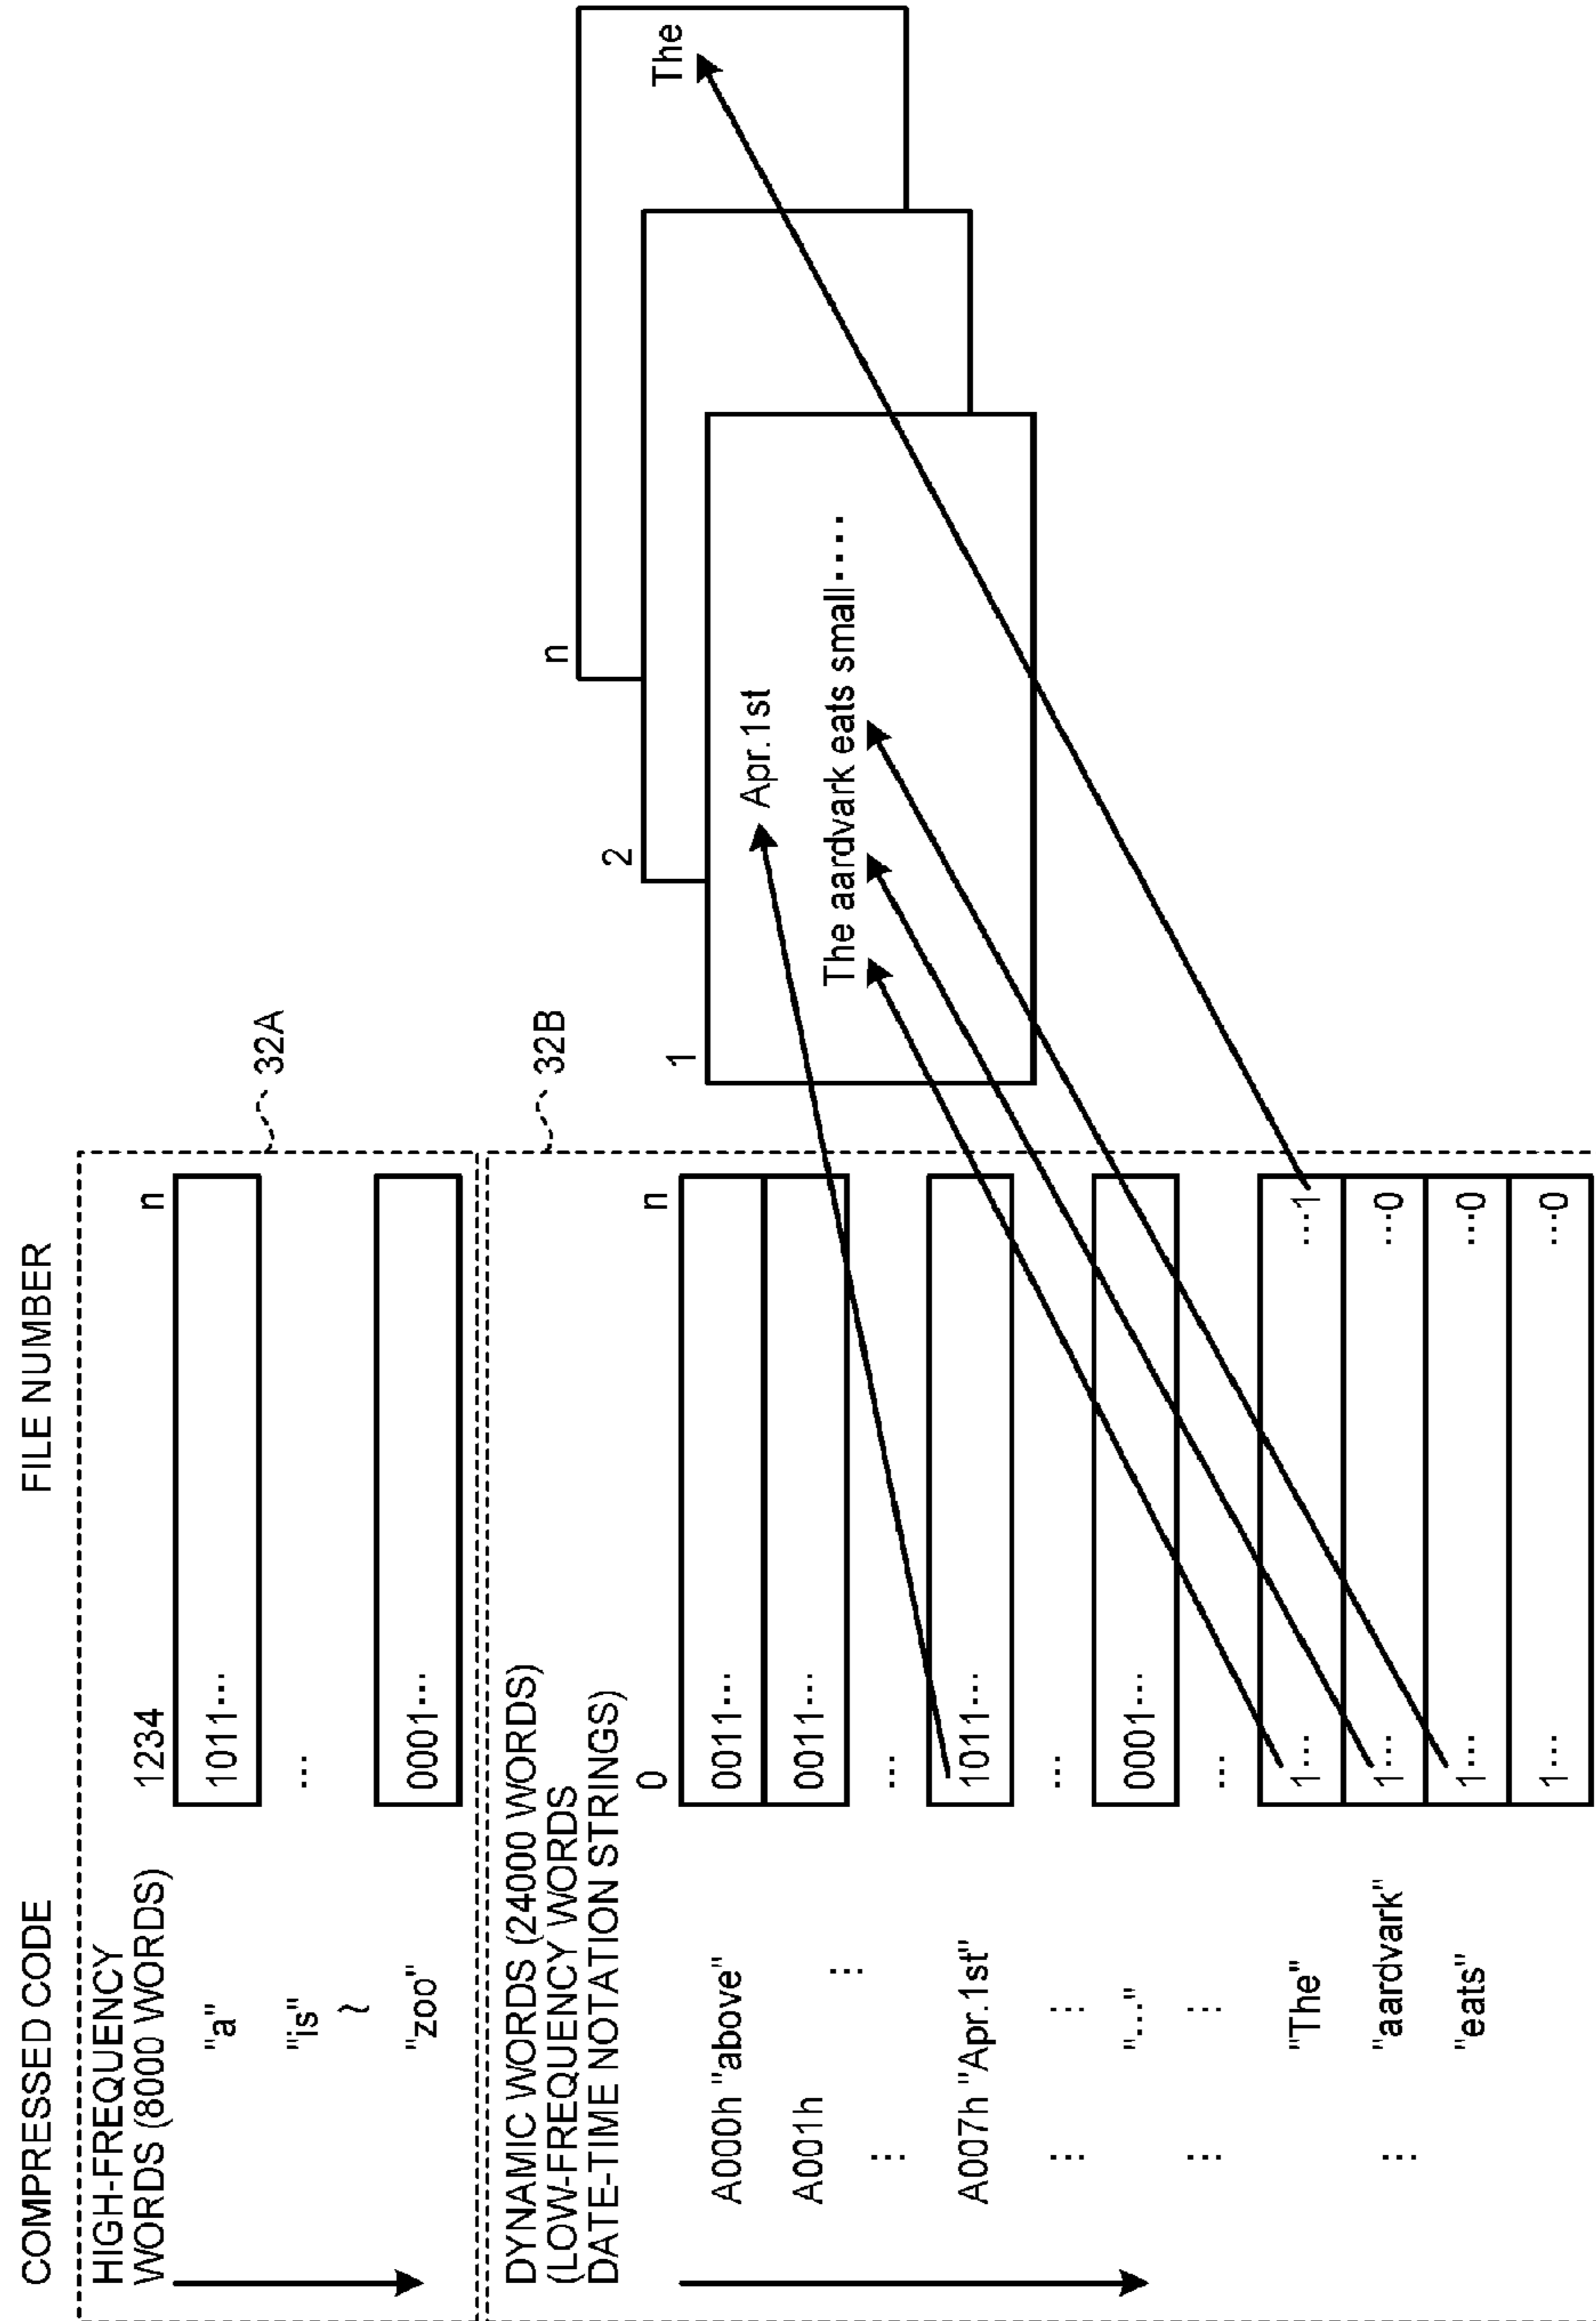 COMPRESSED CODE
FILE NUMBER
HIGH-FREQUENCY
WORDS (8000 WORDS)
1234
n
"a"
1011...
"is"
...
~
"zoo"
0001...
32A
DYNAMIC WORDS (24000 WORDS)
(LOW-FREQUENCY WORDS
DATE-TIME NOTATION STRINGS)
0
n
32B
A000h "above"
0011...
A001h
...
0011...
...
...
A007h "Apr.1st"
1011...
...
...
...
"..."
0001...
...
...
...
"The"
1...
...1
...
"aardvark"
1...
...0
"eats"
1...
...0
1...
...0
n
The
2
1
Apr.1st
The aardvark eats small.....